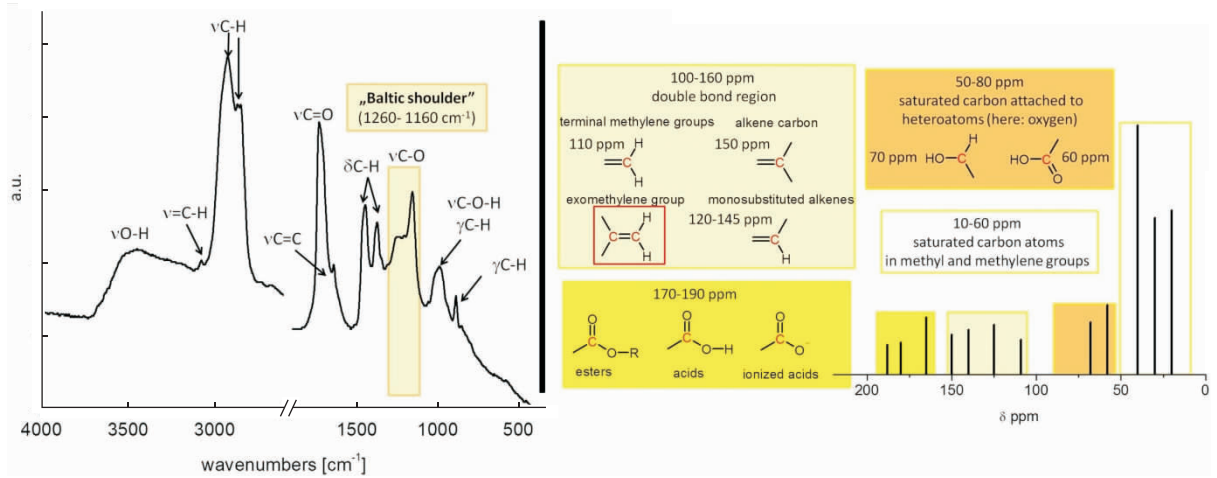 νC-H
„Baltic shoulder”
(1260- 1160 cm⁻¹)
νC=O
νC-O
δC-H
ν=C-H
νO-H
νC=C
νC-O-H
γC-H
γC-H
a.u.
4000 3500 3000 1500 1000 500
wavenumbers [cm⁻¹]
100-160 ppm
double bond region
terminal methylene groups
alkene carbon
110 ppm
C H H
150 ppm
C
exomethylene group
monosubstituted alkenes
C C H H
120-145 ppm
C H
50-80 ppm
saturated carbon attached to
heteroatoms (here: oxygen)
70 ppm
HO C H
HO C O
60 ppm
10-60 ppm
saturated carbon atoms
in methyl and methylene groups
170-190 ppm
O C O R
O C O H
O C O⁻
esters
acids
ionized acids
200 150 100 50 0
δ ppm